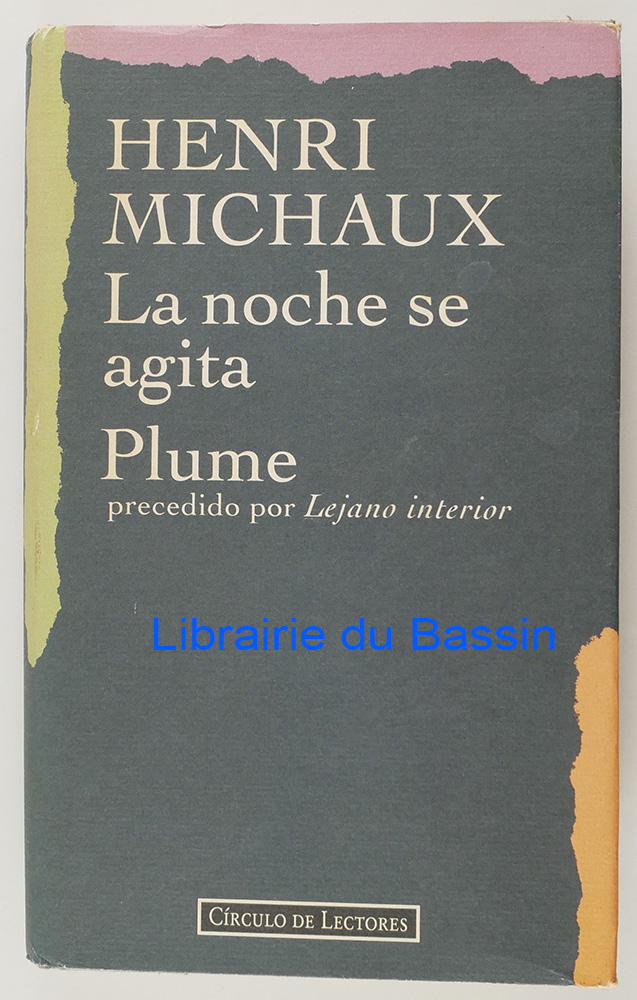 HENRI
MICHAUX
La noche se
agita
Plume
precedido por Lejano interior
Librairie du Bassin
CÍRCULO DE LECTORES